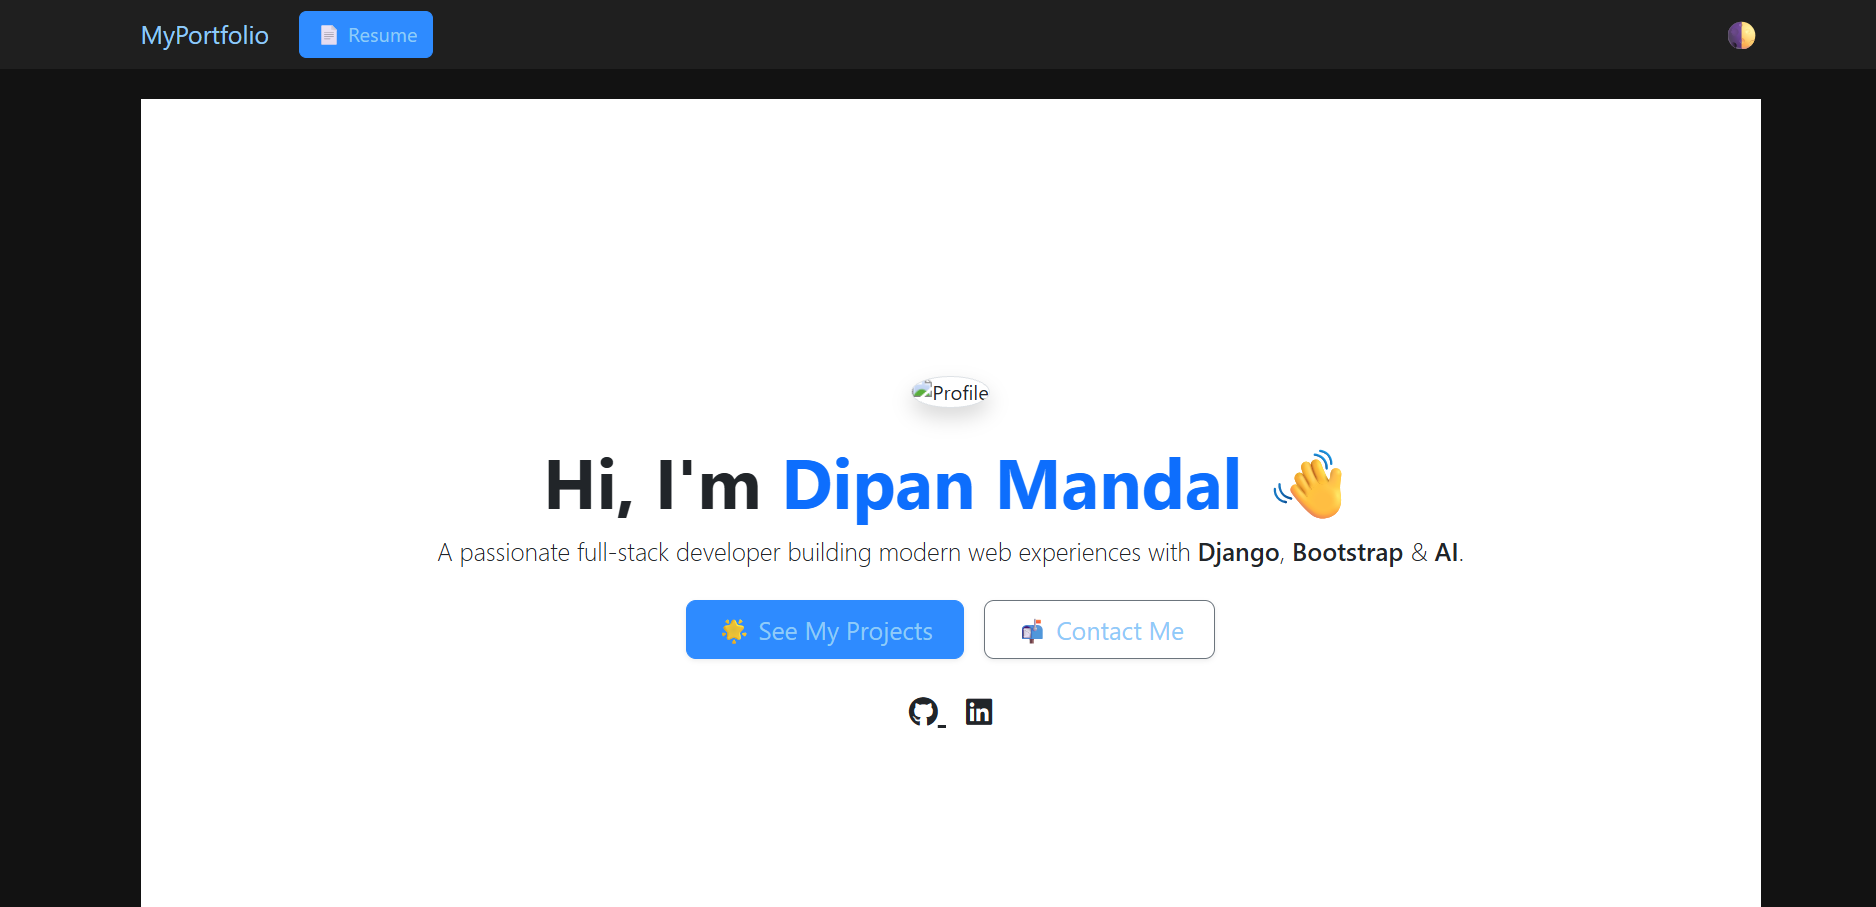 MyPortfolio
Resume
Profile
Hi, I'm Dipan Mandal 👋
A passionate full-stack developer building modern web experiences with Django, Bootstrap & AI.
🌟 See My Projects
📬 Contact Me
in